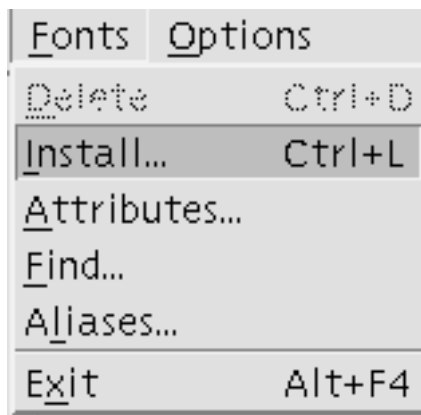 Fonts Options
Delete Ctrl+D
Install... Ctrl+L
Attributes...
Find...
Aliases...
Exit Alt+F4